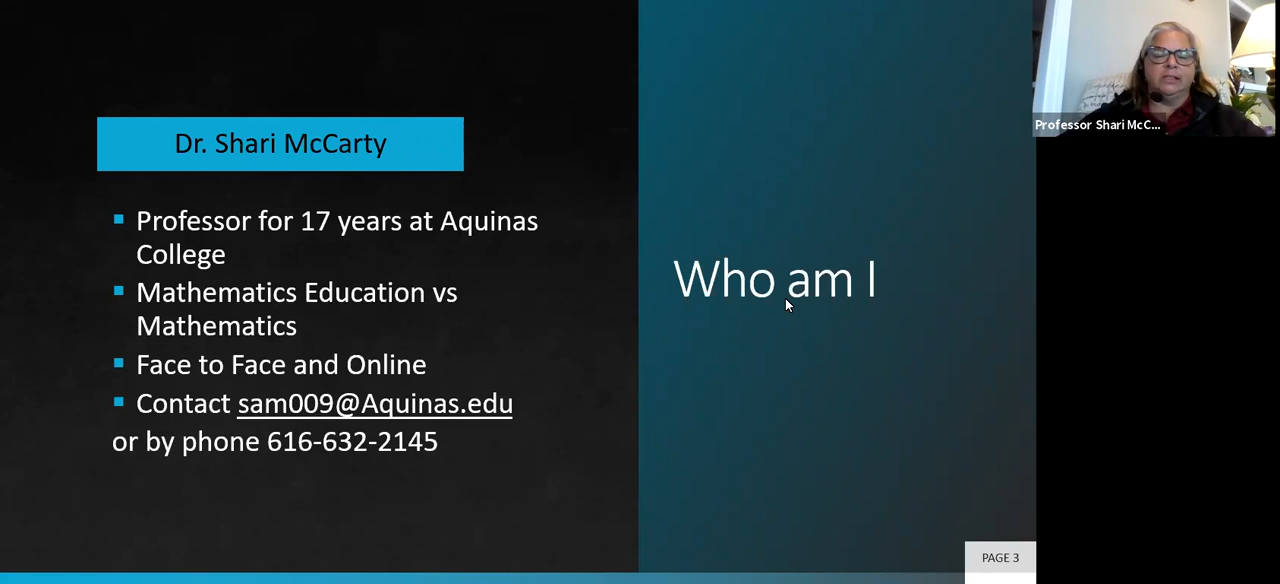 Dr. Shari McCarty
Professor for 17 years at Aquinas
College
Mathematics Education vs
Mathematics
Face to Face and Online
Contact sam009@Aquinas.edu
or by phone 616-632-2145
Who am I
PAGE 3
Professor Shari McC...